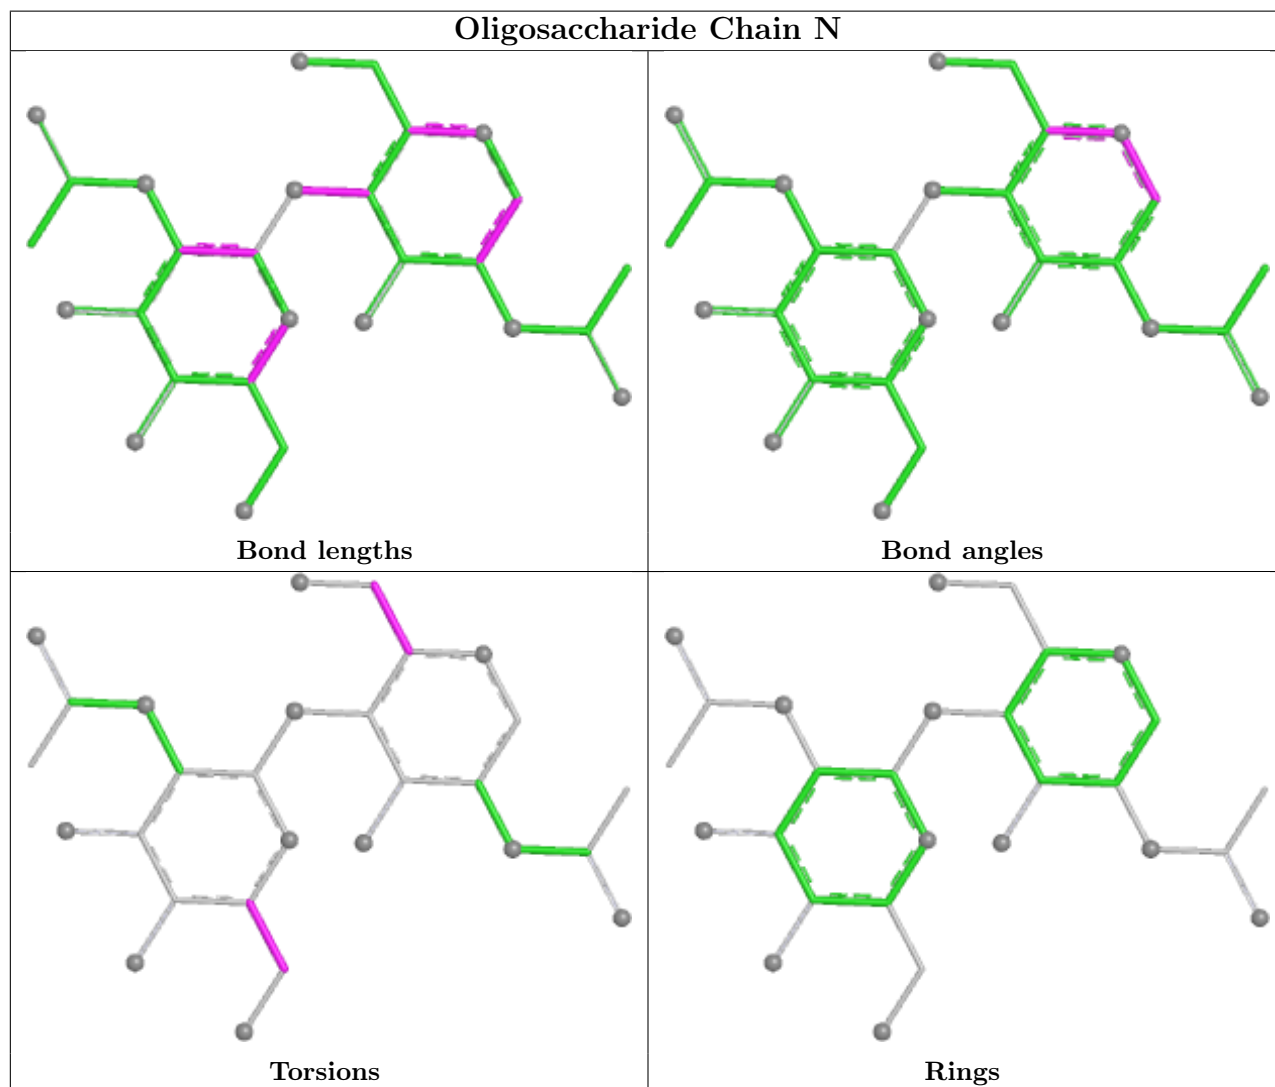 Oligosaccharide Chain N
Bond lengths
Bond angles
Torsions
Rings